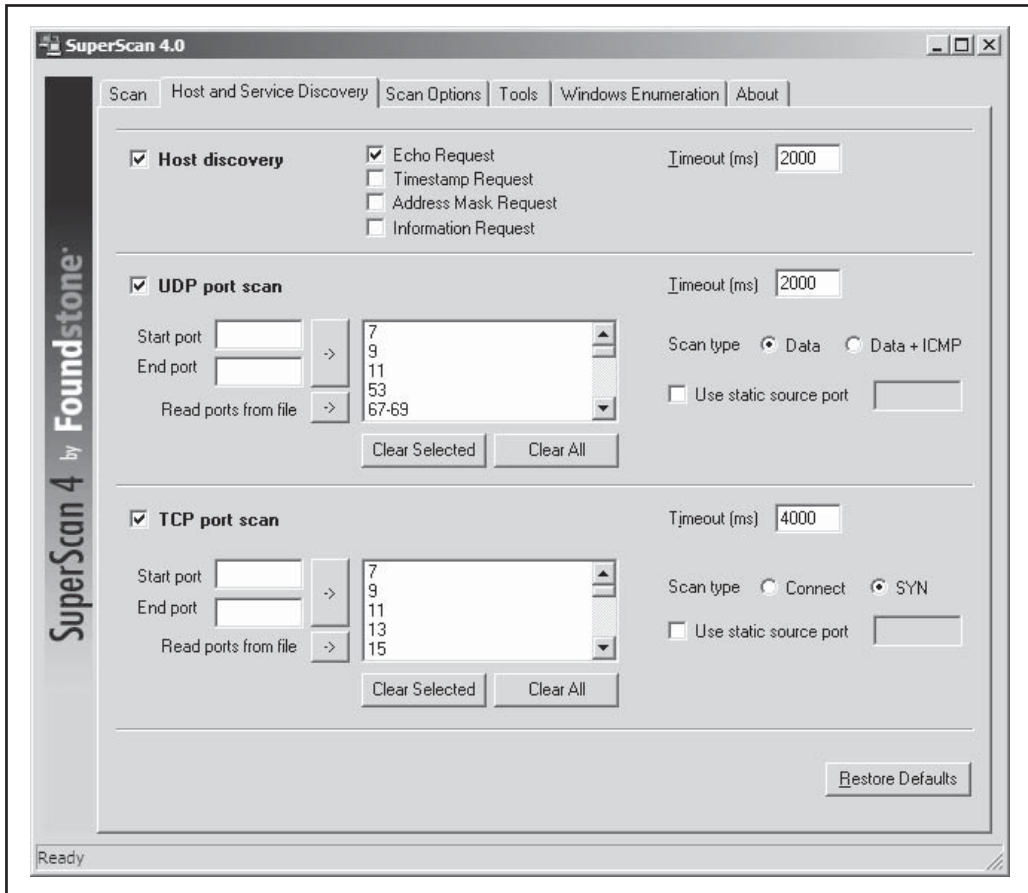 SuperScan 4.0
Scan Host and Service Discovery Scan Options Tools Windows Enumeration About
Host discovery
Echo Request
Timestamp Request
Address Mask Request
Information Request
Timeout (ms) 2000
UDP port scan
Timeout (ms) 2000
Start port
End port
->
Read ports from file ->
7
9
11
53
67-69
Clear Selected Clear All
Scan type Data Data + ICMP
Use static source port
TCP port scan
Timeout (ms) 4000
Start port
End port
->
Read ports from file ->
7
9
11
13
15
Clear Selected Clear All
Scan type Connect SYN
Use static source port
Restore Defaults
SuperScan 4 by Foundstone
Ready